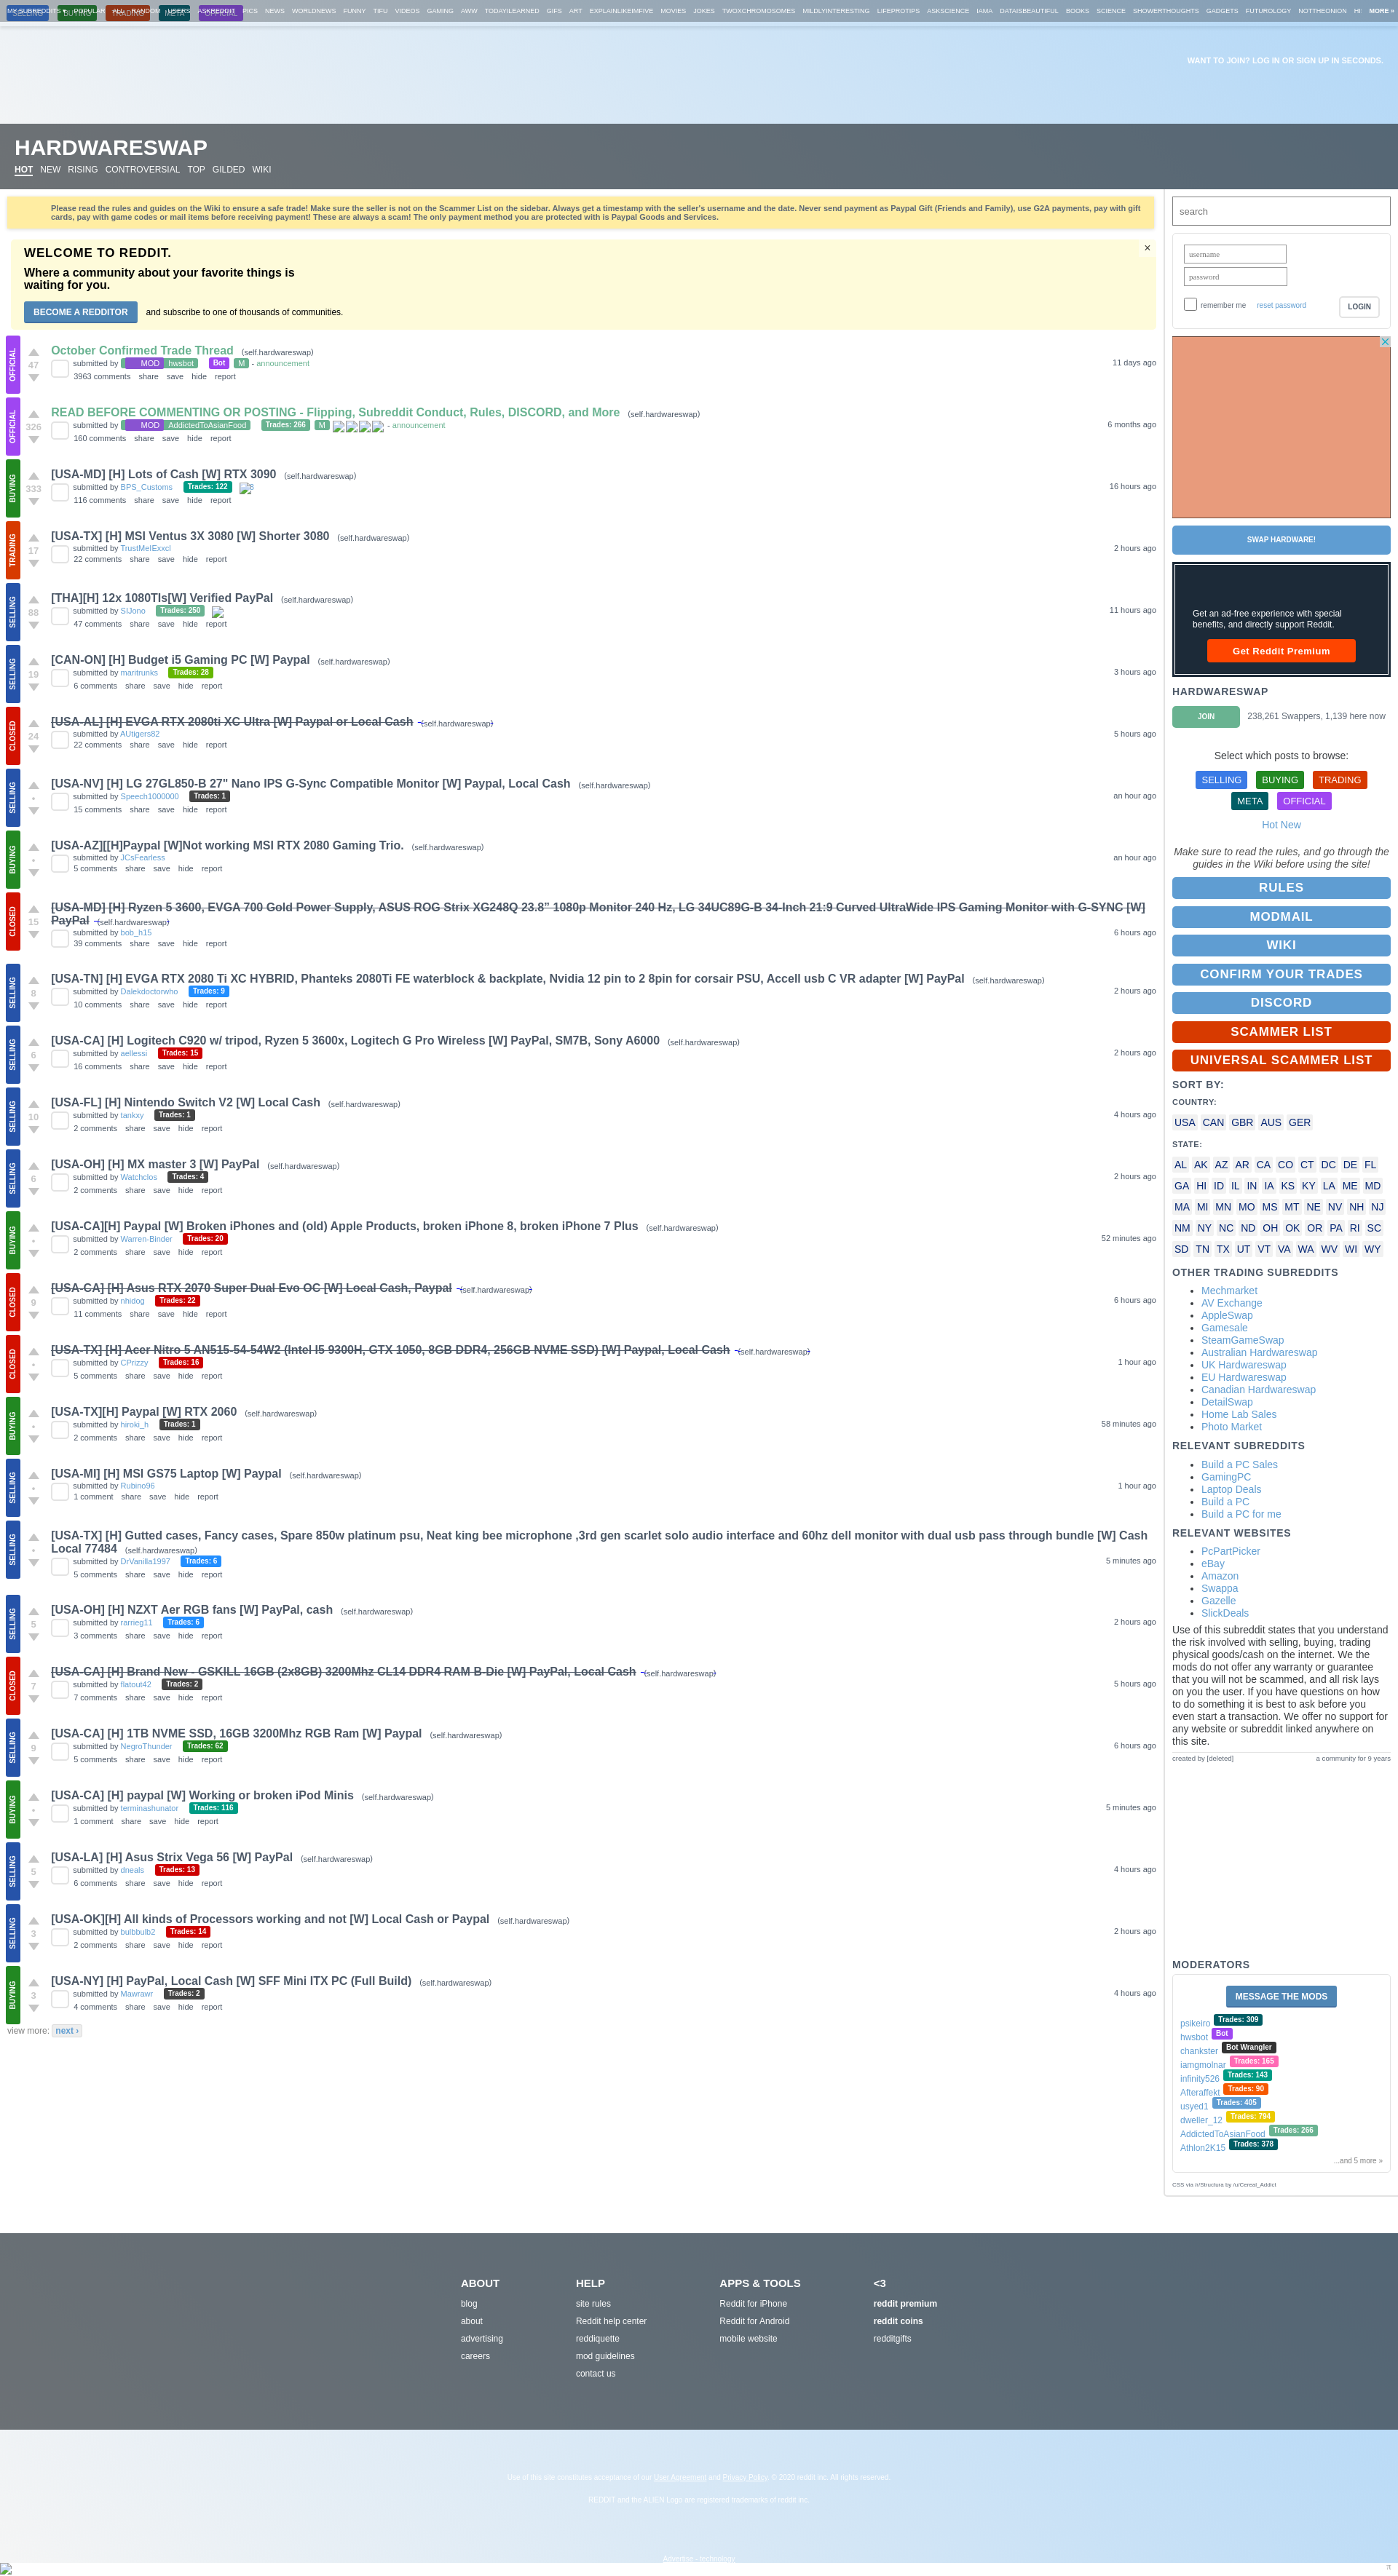 MY SUBREDDITS POPULAR - ALL - RANDOM - USERS | ASKREDDIT - PICS - NEWS - WORLDNEWS - FUNNY - TIFU - VIDEOS - GAMING - AWW - TODAYILEARNED - GIFS - ART - EXPLAINLIKEIMFIVE - MOVIES - JOKES - TWOXCHROMOSOMES - MILDLYINTERESTING - LIFEPROTIPS - ASKSCIENCE - IAMA - DATAISBEAUTIFUL - BOOKS - SCIENCE - SHOWERTHOUGHTS - GADGETS - FUTUROLOGY - NOTTHEONION - HI MORE »
SELLING BUYING TRADING META OFFICIAL
WANT TO JOIN? LOG IN OR SIGN UP IN SECONDS.
HARDWARESWAP
HOT NEW RISING CONTROVERSIAL TOP GILDED WIKI
Please read the rules and guides on the Wiki to ensure a safe trade! Make sure the seller is not on the Scammer List on the sidebar. Always get a timestamp with the seller's username and the date. Never send payment as Paypal Gift (Friends and Family), use G2A payments, pay with gift
cards, pay with game codes or mail items before receiving payment! These are always a scam! The only payment method you are protected with is Paypal Goods and Services.
WELCOME TO REDDIT.
×
Where a community about your favorite things is
waiting for you.
BECOME A REDDITOR and subscribe to one of thousands of communities.
OFFICIAL
47
October Confirmed Trade Thread (self.hardwareswap)
submitted by MOD hwsbot Bot M - announcement
11 days ago
3963 comments share save hide report
OFFICIAL
326
READ BEFORE COMMENTING OR POSTING - Flipping, Subreddit Conduct, Rules, DISCORD, and More (self.hardwareswap)
submitted by MOD AddictedToAsianFood Trades: 266 M - announcement
6 months ago
160 comments share save hide report
BUYING
333
[USA-MD] [H] Lots of Cash [W] RTX 3090 (self.hardwareswap)
submitted by BPS_Customs Trades: 122 8
16 hours ago
116 comments share save hide report
TRADING
17
[USA-TX] [H] MSI Ventus 3X 3080 [W] Shorter 3080 (self.hardwareswap)
submitted by TrustMeIExxcl
2 hours ago
22 comments share save hide report
SELLING
88
[THA][H] 12x 1080TIs[W] Verified PayPal (self.hardwareswap)
submitted by SIJono Trades: 250
11 hours ago
47 comments share save hide report
SELLING
19
[CAN-ON] [H] Budget i5 Gaming PC [W] Paypal (self.hardwareswap)
submitted by maritrunks Trades: 28
3 hours ago
6 comments share save hide report
CLOSED
24
[USA-AL] [H] EVGA RTX 2080ti XC Ultra [W] Paypal or Local Cash (self.hardwareswap)
submitted by AUtigers82
5 hours ago
22 comments share save hide report
SELLING
•
[USA-NV] [H] LG 27GL850-B 27" Nano IPS G-Sync Compatible Monitor [W] Paypal, Local Cash (self.hardwareswap)
submitted by Speech1000000 Trades: 1
an hour ago
15 comments share save hide report
BUYING
•
[USA-AZ][[H]Paypal [W]Not working MSI RTX 2080 Gaming Trio. (self.hardwareswap)
submitted by JCsFearless
an hour ago
5 comments share save hide report
CLOSED
15
[USA-MD] [H] Ryzen 5 3600, EVGA 700 Gold Power Supply, ASUS ROG Strix XG248Q 23.8" 1080p Monitor 240 Hz, LG 34UC89G-B 34-Inch 21:9 Curved UltraWide IPS Gaming Monitor with G-SYNC [W]
PayPal (self.hardwareswap)
submitted by bob_h15
6 hours ago
39 comments share save hide report
SELLING
8
[USA-TN] [H] EVGA RTX 2080 Ti XC HYBRID, Phanteks 2080Ti FE waterblock & backplate, Nvidia 12 pin to 2 8pin for corsair PSU, Accell usb C VR adapter [W] PayPal (self.hardwareswap)
submitted by Dalekdoctorwho Trades: 9
2 hours ago
10 comments share save hide report
SELLING
6
[USA-CA] [H] Logitech C920 w/ tripod, Ryzen 5 3600x, Logitech G Pro Wireless [W] PayPal, SM7B, Sony A6000 (self.hardwareswap)
submitted by aellessi Trades: 15
2 hours ago
16 comments share save hide report
SELLING
10
[USA-FL] [H] Nintendo Switch V2 [W] Local Cash (self.hardwareswap)
submitted by tankxy Trades: 1
4 hours ago
2 comments share save hide report
SELLING
6
[USA-OH] [H] MX master 3 [W] PayPal (self.hardwareswap)
submitted by Watchclos Trades: 4
2 hours ago
2 comments share save hide report
BUYING
•
[USA-CA][H] Paypal [W] Broken iPhones and (old) Apple Products, broken iPhone 8, broken iPhone 7 Plus (self.hardwareswap)
submitted by Warren-Binder Trades: 20
52 minutes ago
2 comments share save hide report
CLOSED
9
[USA-CA] [H] Asus RTX 2070 Super Dual Evo OC [W] Local Cash, Paypal (self.hardwareswap)
submitted by nhidog Trades: 22
6 hours ago
11 comments share save hide report
CLOSED
•
[USA-TX] [H] Acer Nitro 5 AN515-54-54W2 (Intel I5 9300H, GTX 1050, 8GB DDR4, 256GB NVME SSD) [W] Paypal, Local Cash (self.hardwareswap)
submitted by CPrizzy Trades: 16
1 hour ago
5 comments share save hide report
BUYING
•
[USA-TX][H] Paypal [W] RTX 2060 (self.hardwareswap)
submitted by hiroki_h Trades: 1
58 minutes ago
2 comments share save hide report
SELLING
•
[USA-MI] [H] MSI GS75 Laptop [W] Paypal (self.hardwareswap)
submitted by Rubino96
1 hour ago
1 comment share save hide report
SELLING
•
[USA-TX] [H] Gutted cases, Fancy cases, Spare 850w platinum psu, Neat king bee microphone ,3rd gen scarlet solo audio interface and 60hz dell monitor with dual usb pass through bundle [W] Cash
Local 77484 (self.hardwareswap)
submitted by DrVanilla1997 Trades: 6
5 minutes ago
5 comments share save hide report
SELLING
5
[USA-OH] [H] NZXT Aer RGB fans [W] PayPal, cash (self.hardwareswap)
submitted by rarrieg11 Trades: 6
2 hours ago
3 comments share save hide report
CLOSED
7
[USA-CA] [H] Brand New - GSKILL 16GB (2x8GB) 3200Mhz CL14 DDR4 RAM B-Die [W] PayPal, Local Cash (self.hardwareswap)
submitted by flatout42 Trades: 2
5 hours ago
7 comments share save hide report
SELLING
9
[USA-CA] [H] 1TB NVME SSD, 16GB 3200Mhz RGB Ram [W] Paypal (self.hardwareswap)
submitted by NegroThunder Trades: 62
6 hours ago
5 comments share save hide report
BUYING
•
[USA-CA] [H] paypal [W] Working or broken iPod Minis (self.hardwareswap)
submitted by terminashunator Trades: 116
5 minutes ago
1 comment share save hide report
SELLING
5
[USA-LA] [H] Asus Strix Vega 56 [W] PayPal (self.hardwareswap)
submitted by dneals Trades: 13
4 hours ago
6 comments share save hide report
SELLING
3
[USA-OK][H] All kinds of Processors working and not [W] Local Cash or Paypal (self.hardwareswap)
submitted by bulbbulb2 Trades: 14
2 hours ago
2 comments share save hide report
BUYING
3
[USA-NY] [H] PayPal, Local Cash [W] SFF Mini ITX PC (Full Build) (self.hardwareswap)
submitted by Mawrawr Trades: 2
4 hours ago
4 comments share save hide report
view more: next ›
search
username
password
remember me reset password LOGIN
SWAP HARDWARE!
Get an ad-free experience with special
benefits, and directly support Reddit.
Get Reddit Premium
HARDWARESWAP
JOIN 238,261 Swappers, 1,139 here now
Select which posts to browse:
SELLING BUYING TRADING
META OFFICIAL
Hot New
Make sure to read the rules, and go through the
guides in the Wiki before using the site!
RULES
MODMAIL
WIKI
CONFIRM YOUR TRADES
DISCORD
SCAMMER LIST
UNIVERSAL SCAMMER LIST
SORT BY:
COUNTRY:
USA CAN GBR AUS GER
STATE:
AL AK AZ AR CA CO CT DC DE FL
GA HI ID IL IN IA KS KY LA ME MD
MA MI MN MO MS MT NE NV NH NJ
NM NY NC ND OH OK OR PA RI SC
SD TN TX UT VT VA WA WV WI WY
OTHER TRADING SUBREDDITS
• Mechmarket
• AV Exchange
• AppleSwap
• Gamesale
• SteamGameSwap
• Australian Hardwareswap
• UK Hardwareswap
• EU Hardwareswap
• Canadian Hardwareswap
• DetailSwap
• Home Lab Sales
• Photo Market
RELEVANT SUBREDDITS
• Build a PC Sales
• GamingPC
• Laptop Deals
• Build a PC
• Build a PC for me
RELEVANT WEBSITES
• PcPartPicker
• eBay
• Amazon
• Swappa
• Gazelle
• SlickDeals
Use of this subreddit states that you understand
the risk involved with selling, buying, trading
physical goods/cash on the internet. We the
mods do not offer any warranty or guarantee
that you will not be scammed, and all risk lays
on you the user. If you have questions on how
to do something it is best to ask before you
even start a transaction. We offer no support for
any website or subreddit linked anywhere on
this site.
created by [deleted] a community for 9 years
MODERATORS
MESSAGE THE MODS
psikeiro Trades: 309
hwsbot Bot
chankster Bot Wrangler
iamgmolnar Trades: 165
infinity526 Trades: 143
Afteraffekt Trades: 90
usyed1 Trades: 405
dweller_12 Trades: 794
AddictedToAsianFood Trades: 266
Athlon2K15 Trades: 378
...and 5 more »
CSS via /r/Structura by /u/Cereal_Addict
ABOUT
blog
about
advertising
careers
HELP
site rules
Reddit help center
reddiquette
mod guidelines
contact us
APPS & TOOLS
Reddit for iPhone
Reddit for Android
mobile website
<3
reddit premium
reddit coins
redditgifts
Use of this site constitutes acceptance of our User Agreement and Privacy Policy. © 2020 reddit inc. All rights reserved.
REDDIT and the ALIEN Logo are registered trademarks of reddit inc.
Advertise - technology
π